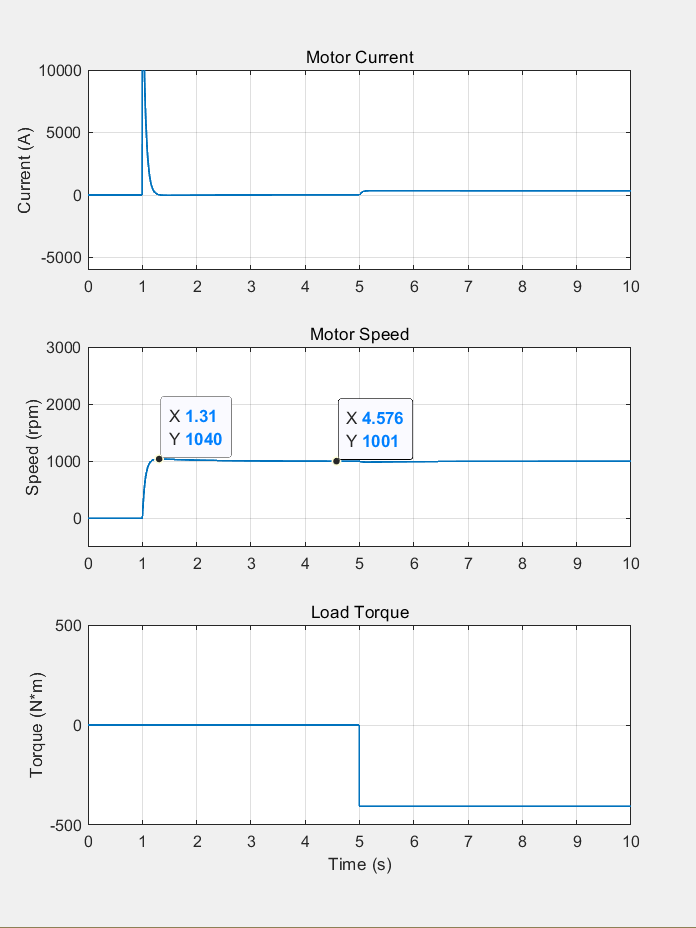 Motor Current
Current (A)
10000
5000
0
-5000
0 1 2 3 4 5 6 7 8 9 10
Motor Speed
Speed (rpm)
3000
2000
1000
0
X 1.31
Y 1040
X 4.576
Y 1001
0 1 2 3 4 5 6 7 8 9 10
Load Torque
Torque (N*m)
500
0
-500
0 1 2 3 4 5 6 7 8 9 10
Time (s)